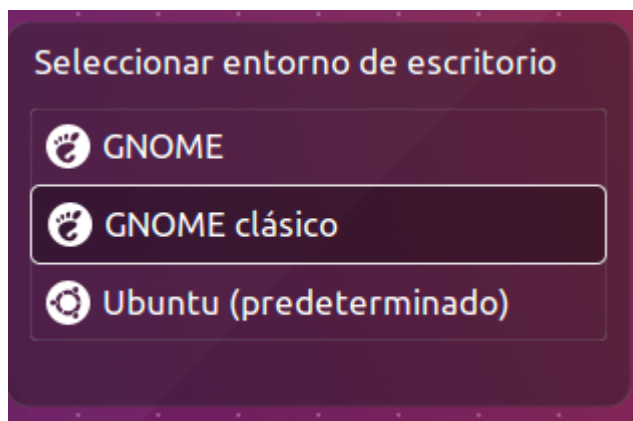 Seleccionar entorno de escritorio
GNOME
GNOME clásico
Ubuntu (predeterminado)